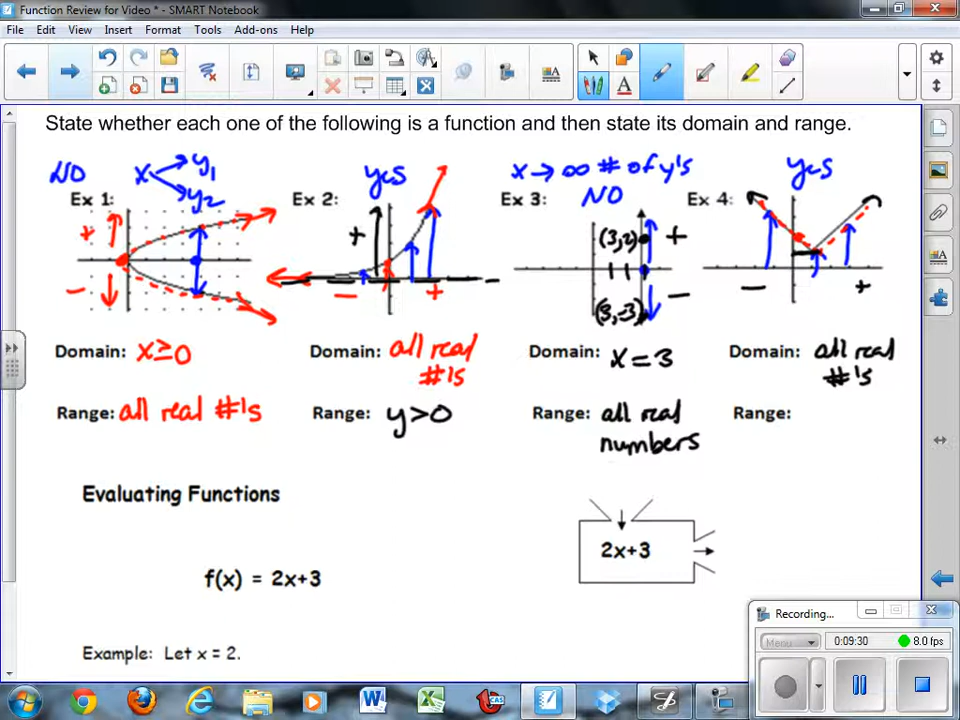 Function Review for Video * - SMART Notebook
File Edit View Insert Format Tools Add-ons Help
State whether each one of the following is a function and then state its domain and range.
NO x y1 y2
yes
x → ∞ # of y's
NO
yes
Ex 1: Ex 2: Ex 3: Ex 4:
+ −
+ − +
(3,2) + − (3,-3)
− +
Domain: x≥0
Domain: all real #'s
Domain: x=3
Domain: all real #'s
Range: all real #'s
Range: y>0
Range: all real numbers
Range:
Evaluating Functions
2x+3
f(x) = 2x+3
Example: Let x = 2.
Recording...
Menu 0:09:30 8.0 fps